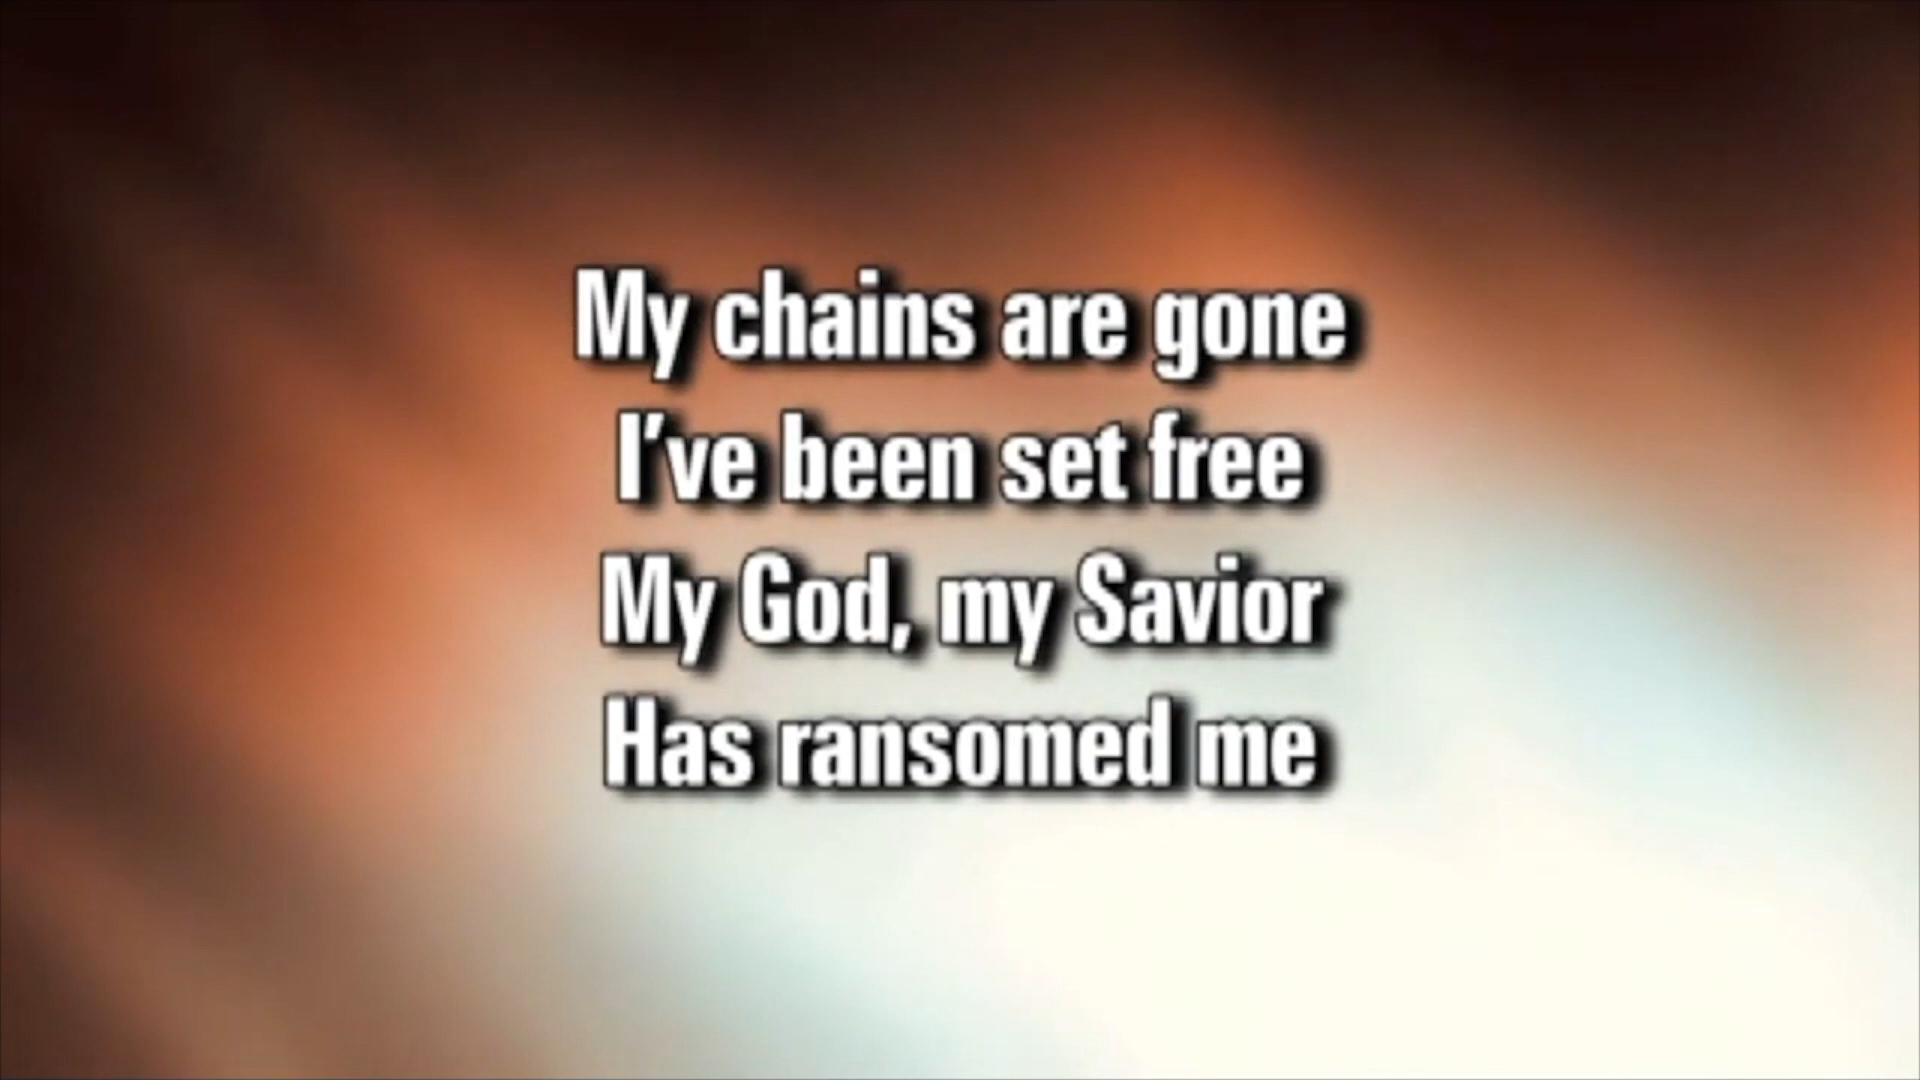 My chains are gone
I've been set free
My God, my Savior
Has ransomed me